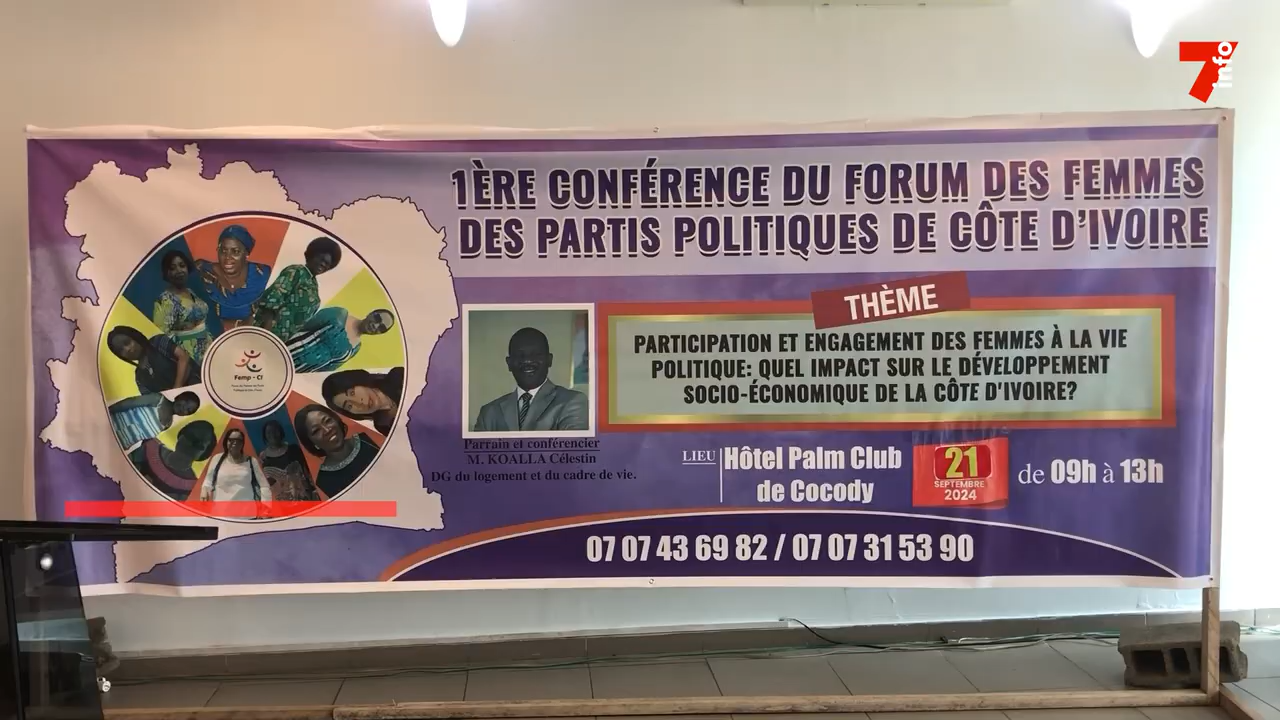 7info
1ÈRE CONFÉRENCE DU FORUM DES FEMMES
DES PARTIS POLITIQUES DE CÔTE D'IVOIRE
THÈME
PARTICIPATION ET ENGAGEMENT DES FEMMES À LA VIE
POLITIQUE: QUEL IMPACT SUR LE DÉVELOPPEMENT
SOCIO-ÉCONOMIQUE DE LA CÔTE D'IVOIRE?
Femp - CI
Parrain et conférencier
M. KOALLA Célestin
DG du logement et du cadre de vie.
LIEU
Hôtel Palm Club
de Cocody
21
SEPTEMBRE
2024
de 09h à 13h
07 07 43 69 82 / 07 07 31 53 90